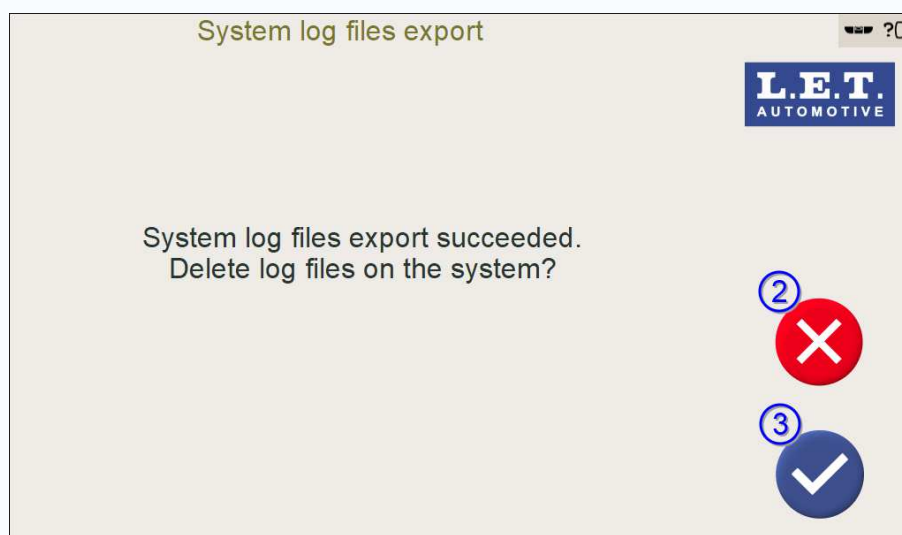 System log files export
?
L.E.T.
AUTOMOTIVE
System log files export succeeded.
Delete log files on the system?
2
3